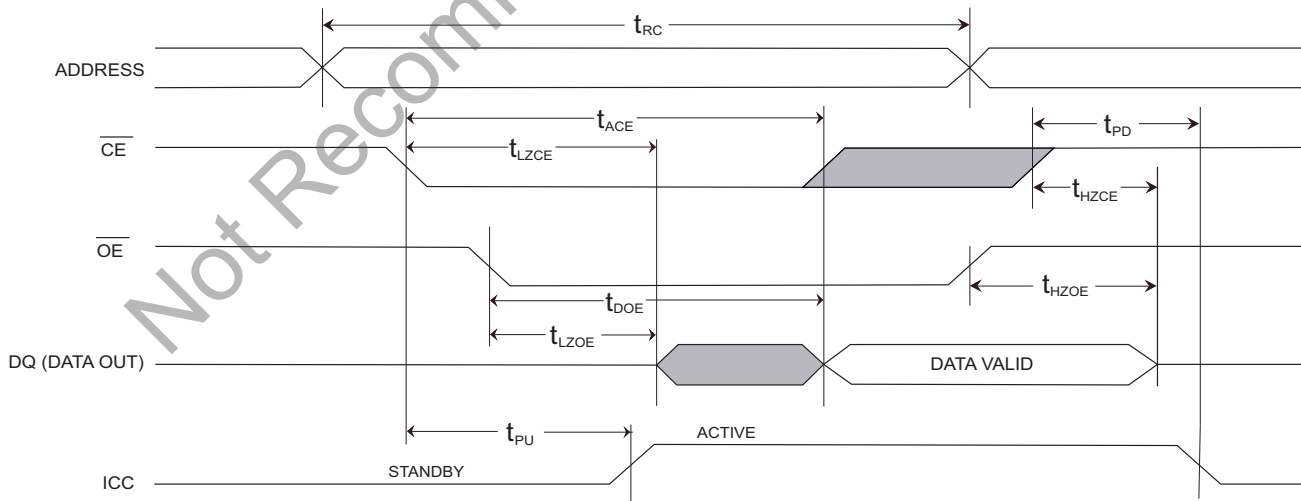 tRC
ADDRESS
tACE
tPD
CE
tLZCE
tHZCE
OE
tHZOE
tDOE
tLZOE
DQ (DATA OUT)
DATA VALID
tPU
ACTIVE
STANDBY
ICC
Not Recom